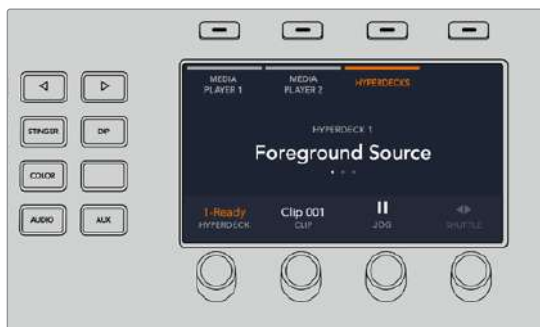 MEDIA
PLAYER 1
MEDIA
PLAYER 2
HYPERDECKS
HYPERDECK 1
Foreground Source
1-Ready
HYPERDECK
Clip 001
CLIP
JOG
SHUTTLE
STINGER
DIP
COLOR
AUDIO
AUX